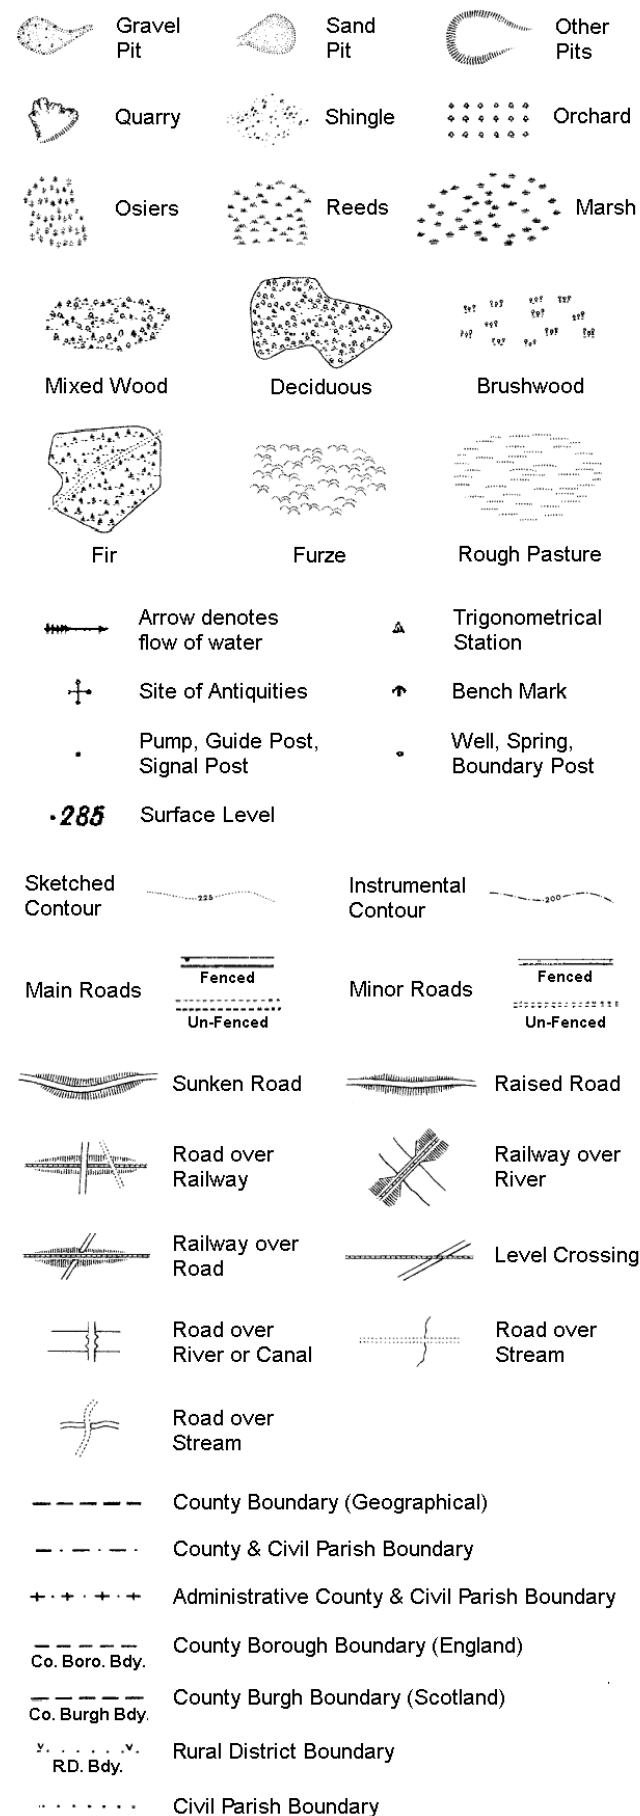 Gravel
Pit
Sand
Pit
Other
Pits
Quarry
Shingle
Orchard
Osiers
Reeds
Marsh
Mixed Wood
Deciduous
Brushwood
Fir
Furze
Rough Pasture
Arrow denotes
flow of water
Trigonometrical
Station
Site of Antiquities
Bench Mark
Pump, Guide Post,
Signal Post
Well, Spring,
Boundary Post
·285
Surface Level
Sketched
Contour
225
Instrumental
Contour
200
Main Roads
Fenced
Un-Fenced
Minor Roads
Fenced
Un-Fenced
Sunken Road
Raised Road
Road over
Railway
Railway over
River
Railway over
Road
Level Crossing
Road over
River or Canal
Road over
Stream
Road over
Stream
County Boundary (Geographical)
County & Civil Parish Boundary
Administrative County & Civil Parish Boundary
County Borough Boundary (England)
Co. Boro. Bdy.
County Burgh Boundary (Scotland)
Co. Burgh Bdy.
Rural District Boundary
R.D. Bdy.
Civil Parish Boundary